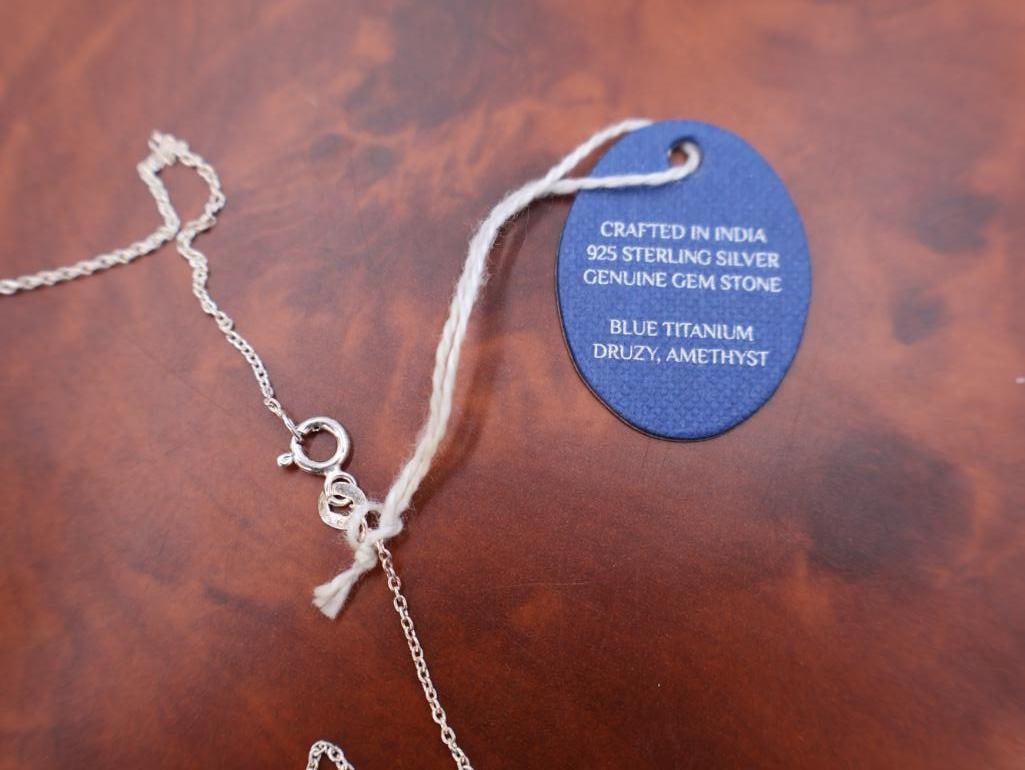 CRAFTED IN INDIA
925 STERLING SILVER
GENUINE GEM STONE
BLUE TITANIUM
DRUZY, AMETHYST